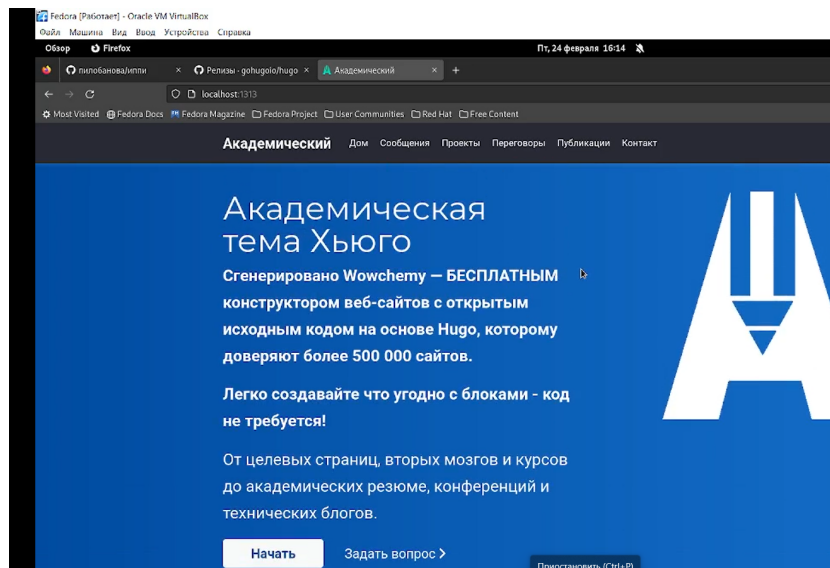 Fedora [Работает] - Oracle VM VirtualBox
Файл Машина Вид Ввод Устройства Справка
Обзор Firefox Пт, 24 февраля 16:14
пилобанова/иппи × Релизы · gohugoio/hugo × Академический × +
localhost:1313
Most Visited Fedora Docs Fedora Magazine Fedora Project User Communities Red Hat Free Content
Академический Дом Сообщения Проекты Переговоры Публикации Контакт
Академическая
тема Хьюго
Сгенерировано Wowchemy — БЕСПЛАТНЫМ
конструктором веб-сайтов с открытым
исходным кодом на основе Hugo, которому
доверяют более 500 000 сайтов.
Легко создавайте что угодно с блоками - код
не требуется!
От целевых страниц, вторых мозгов и курсов
до академических резюме, конференций и
технических блогов.
Начать Задать вопрос
Приостановить (Ctrl+P)